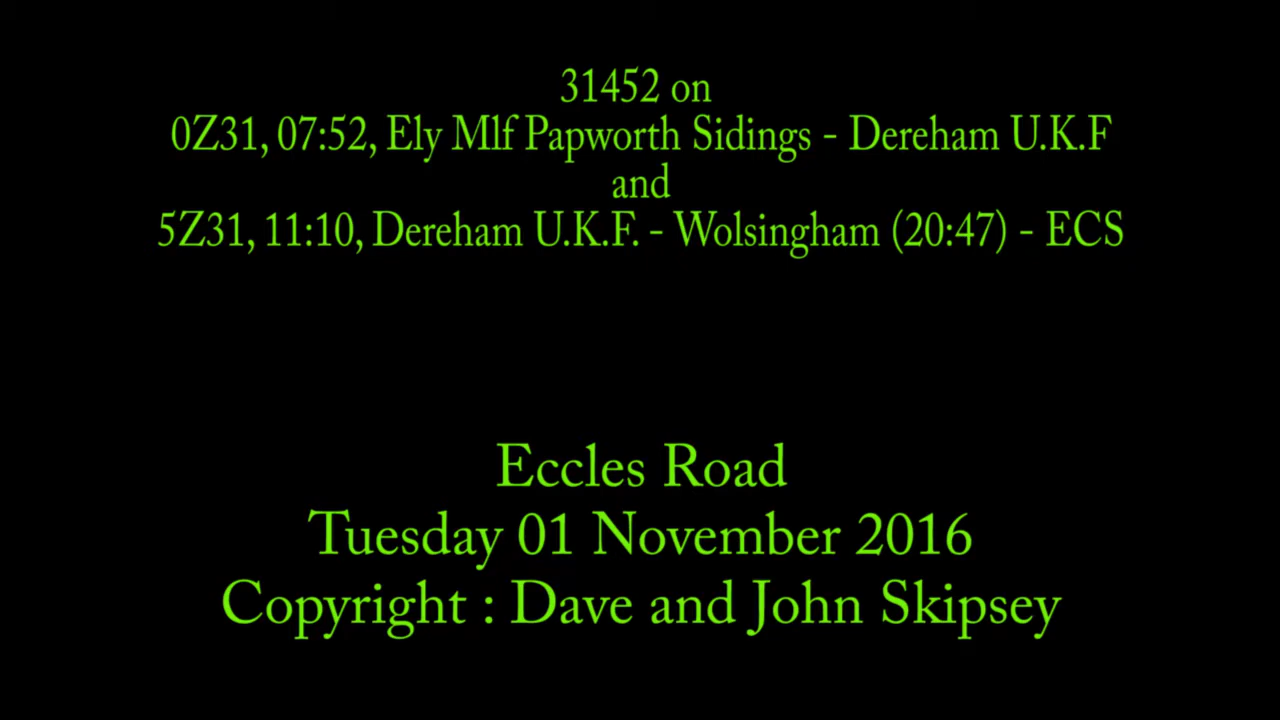 31452 on
0Z31, 07:52, Ely Mlf Papworth Sidings - Dereham U.K.F
and
5Z31, 11:10, Dereham U.K.F. - Wolsingham (20:47) - ECS
Eccles Road
Tuesday 01 November 2016
Copyright : Dave and John Skipsey